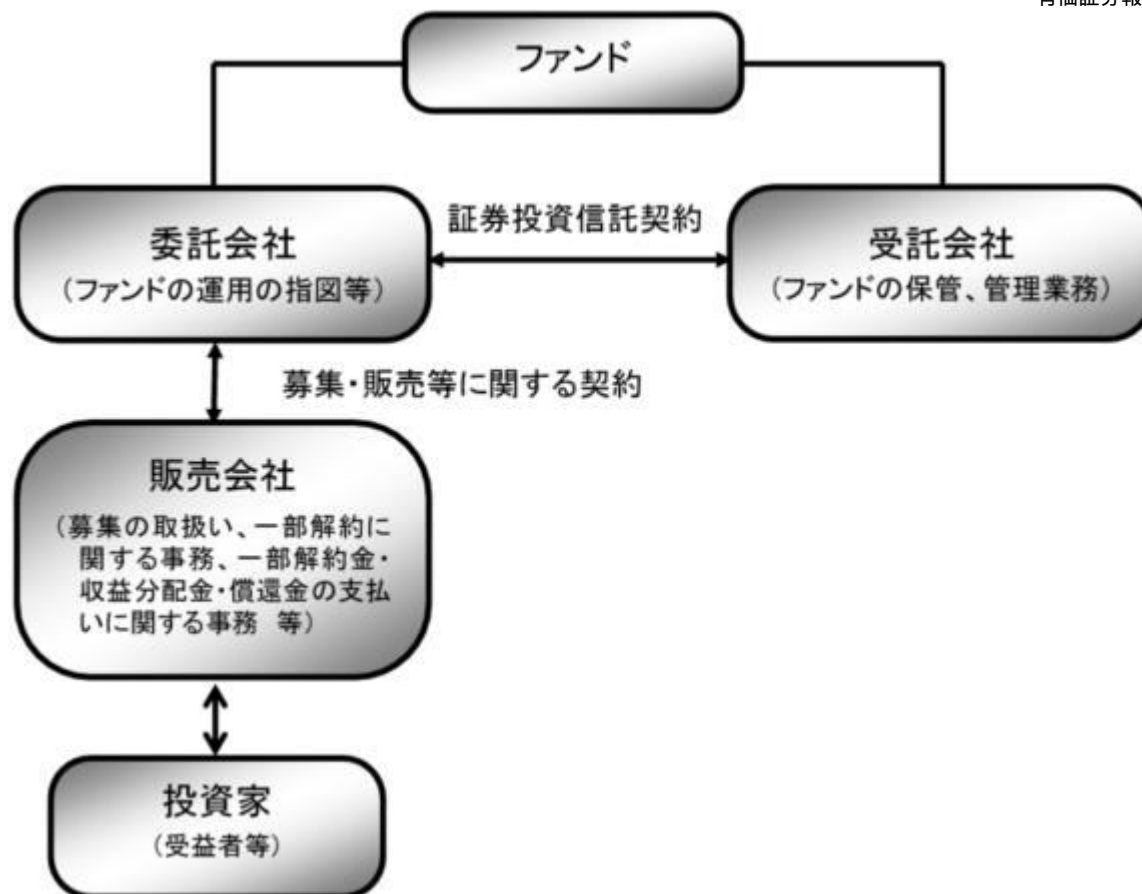 ファンド
委託会社
(ファンドの運用の指図等)
証券投資信託契約
受託会社
(ファンドの保管、管理業務)
募集・販売等に関する契約
販売会社
(募集の取扱い、一部解約に
関する事務、一部解約金・
収益分配金・償還金の支払
いに関する事務 等)
投資家
(受益者等)